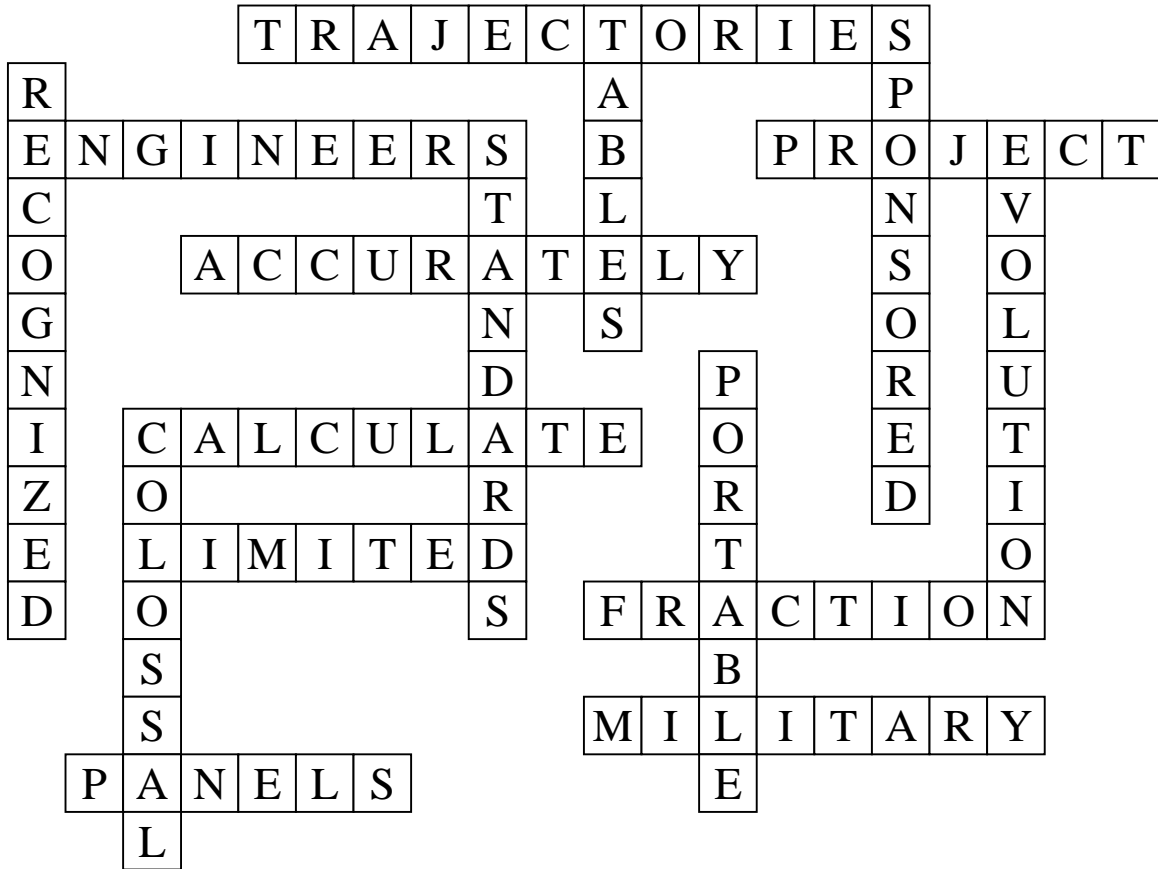 TRAJECTORIES
RECOGNIZED
TABLES
SPONSORED
ENGINEERS
PROJECT
STANDARDS
EVOLUTION
ACCURATELY
PORTABLE
CALCULATE
COLOSSAL
LIMITED
FRACTION
MILITARY
PANELS